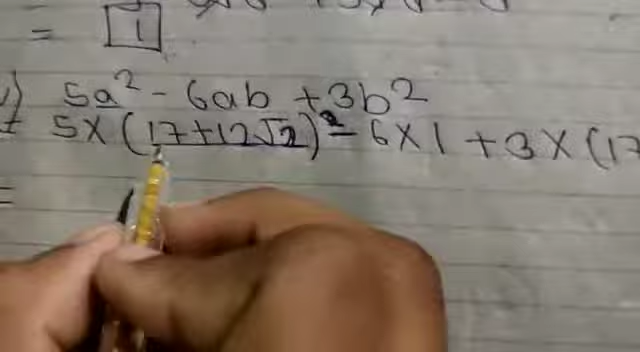 = 1
5a² - 6ab + 3b²
5 × (17 + 12√2)² - 6 × 1 + 3 × (17
=